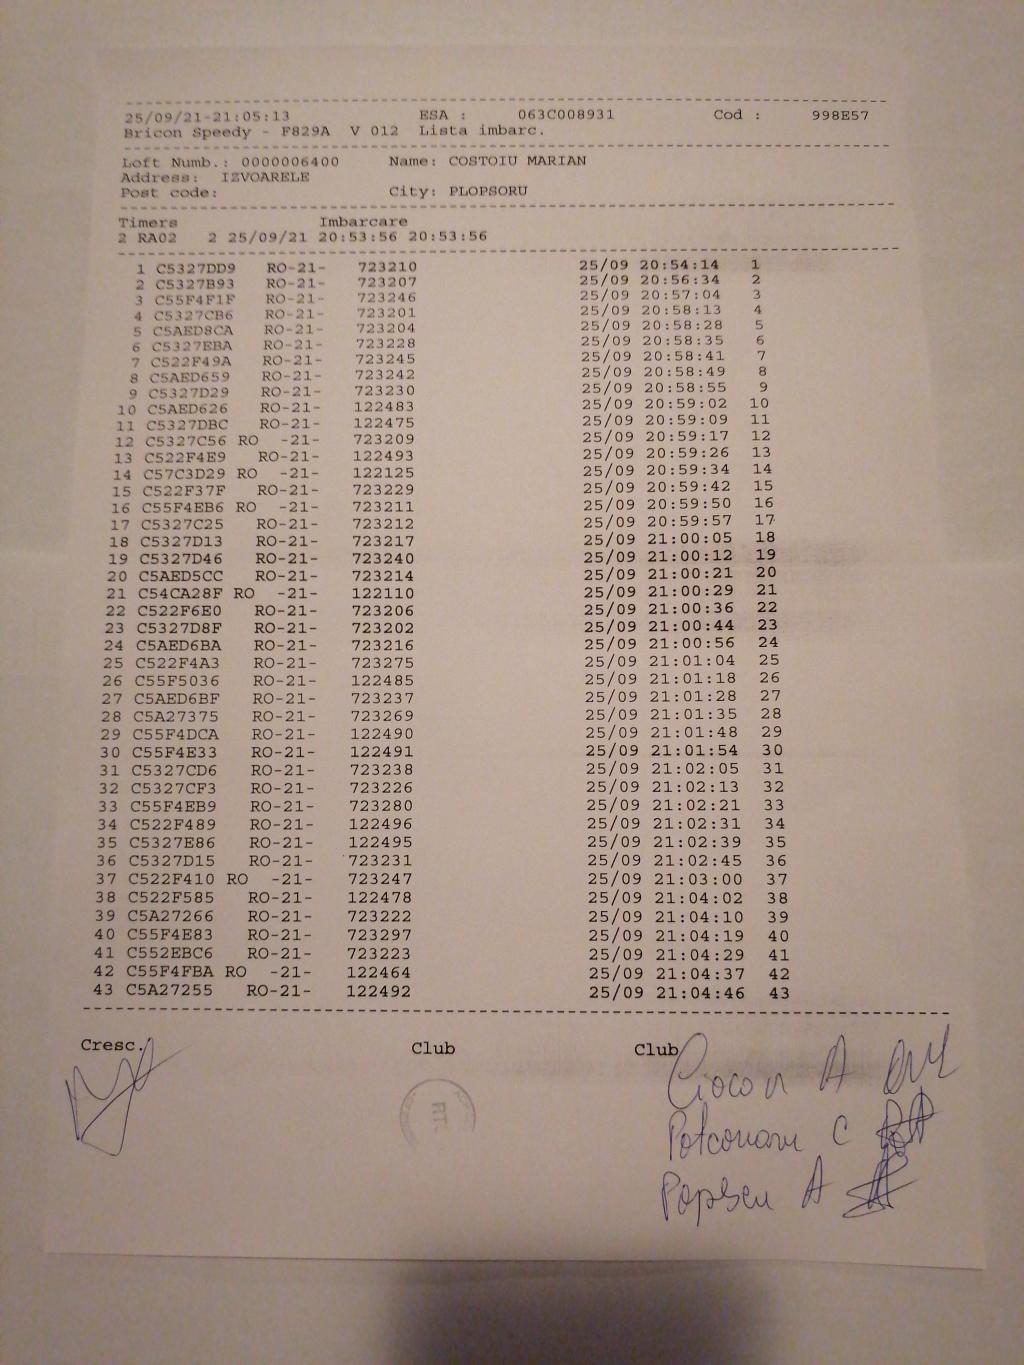 25/09/21-21:05:13 ESA : 063C008931 Cod : 998E57
Bricon Speedy - F829A V 012 Lista imbarc.
Loft Numb.: 0000006400 Name: COSTOIU MARIAN
Address: IZVOARELE
Post code: City: PLOPSORU
Timers Imbarcare
2 RA02 2 25/09/21 20:53:56 20:53:56
1 C5327DD9 RO-21- 723210 25/09 20:54:14 1
2 C5327B93 RO-21- 723207 25/09 20:56:34 2
3 C55F4F1F RO-21- 723246 25/09 20:57:04 3
4 C5327CB6 RO-21- 723201 25/09 20:58:13 4
5 C5AED8CA RO-21- 723204 25/09 20:58:28 5
6 C5327EBA RO-21- 723228 25/09 20:58:35 6
7 C522F49A RO-21- 723245 25/09 20:58:41 7
8 C5AED659 RO-21- 723242 25/09 20:58:49 8
9 C5327D29 RO-21- 723230 25/09 20:58:55 9
10 C5AED626 RO-21- 122483 25/09 20:59:02 10
11 C5327DBC RO-21- 122475 25/09 20:59:09 11
12 C5327C56 RO -21- 723209 25/09 20:59:17 12
13 C522F4E9 RO-21- 122493 25/09 20:59:26 13
14 C57C3D29 RO -21- 122125 25/09 20:59:34 14
15 C522F37F RO-21- 723229 25/09 20:59:42 15
16 C55F4EB6 RO -21- 723211 25/09 20:59:50 16
17 C5327C25 RO-21- 723212 25/09 20:59:57 17
18 C5327D13 RO-21- 723217 25/09 21:00:05 18
19 C5327D46 RO-21- 723240 25/09 21:00:12 19
20 C5AED5CC RO-21- 723214 25/09 21:00:21 20
21 C54CA28F RO -21- 122110 25/09 21:00:29 21
22 C522F6E0 RO-21- 723206 25/09 21:00:36 22
23 C5327D8F RO-21- 723202 25/09 21:00:44 23
24 C5AED6BA RO-21- 723216 25/09 21:00:56 24
25 C522F4A3 RO-21- 723275 25/09 21:01:04 25
26 C55F5036 RO-21- 122485 25/09 21:01:18 26
27 C5AED6BF RO-21- 723237 25/09 21:01:28 27
28 C5A27375 RO-21- 723269 25/09 21:01:35 28
29 C55F4DCA RO-21- 122490 25/09 21:01:48 29
30 C55F4E33 RO-21- 122491 25/09 21:01:54 30
31 C5327CD6 RO-21- 723238 25/09 21:02:05 31
32 C5327CF3 RO-21- 723226 25/09 21:02:13 32
33 C55F4EB9 RO-21- 723280 25/09 21:02:21 33
34 C522F489 RO-21- 122496 25/09 21:02:31 34
35 C5327E86 RO-21- 122495 25/09 21:02:39 35
36 C5327D15 RO-21- 723231 25/09 21:02:45 36
37 C522F410 RO -21- 723247 25/09 21:03:00 37
38 C522F585 RO-21- 122478 25/09 21:04:02 38
39 C5A27266 RO-21- 723222 25/09 21:04:10 39
40 C55F4E83 RO-21- 723297 25/09 21:04:19 40
41 C552EBC6 RO-21- 723223 25/09 21:04:29 41
42 C55F4FBA RO -21- 122464 25/09 21:04:37 42
43 C5A27255 RO-21- 122492 25/09 21:04:46 43
Cresc. Club Club
A
C
A